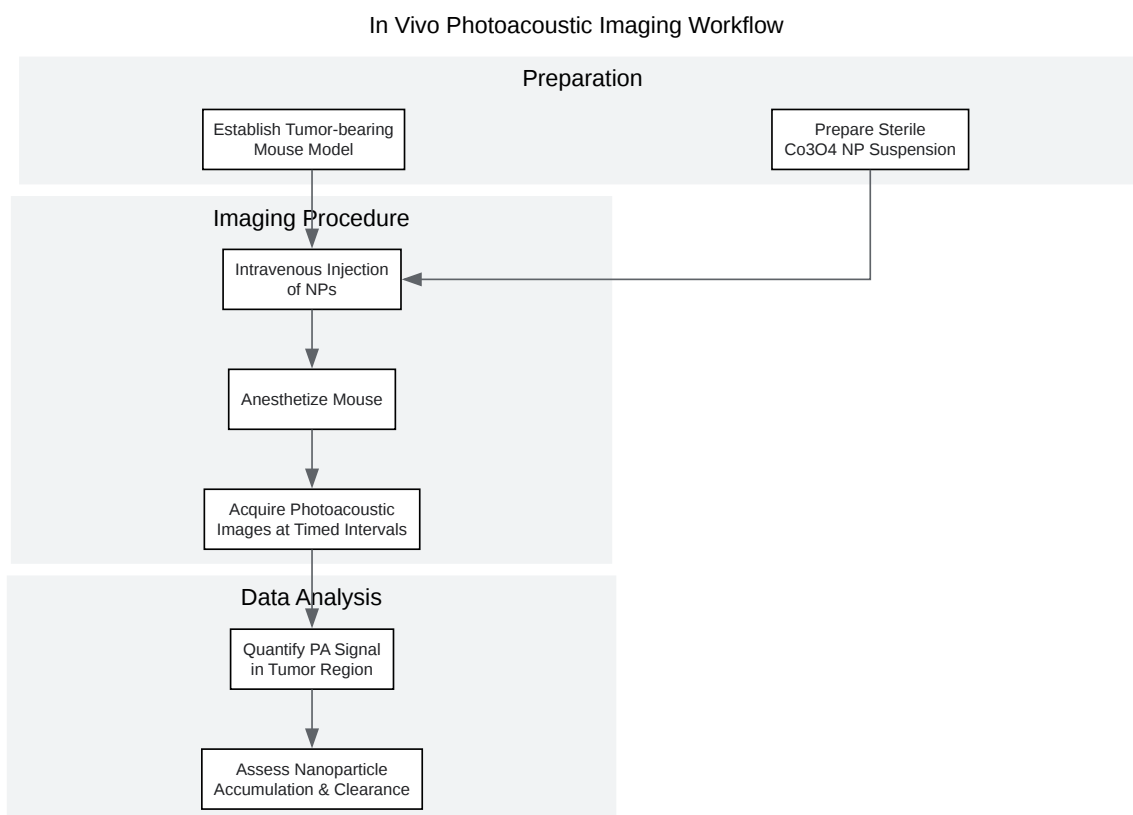 In Vivo Photoacoustic Imaging Workflow
Preparation
Establish Tumor-bearing
Mouse Model
Prepare Sterile
Co3O4 NP Suspension
Imaging Procedure
Intravenous Injection
of NPs
Anesthetize Mouse
Acquire Photoacoustic
Images at Timed Intervals
Data Analysis
Quantify PA Signal
in Tumor Region
Assess Nanoparticle
Accumulation & Clearance